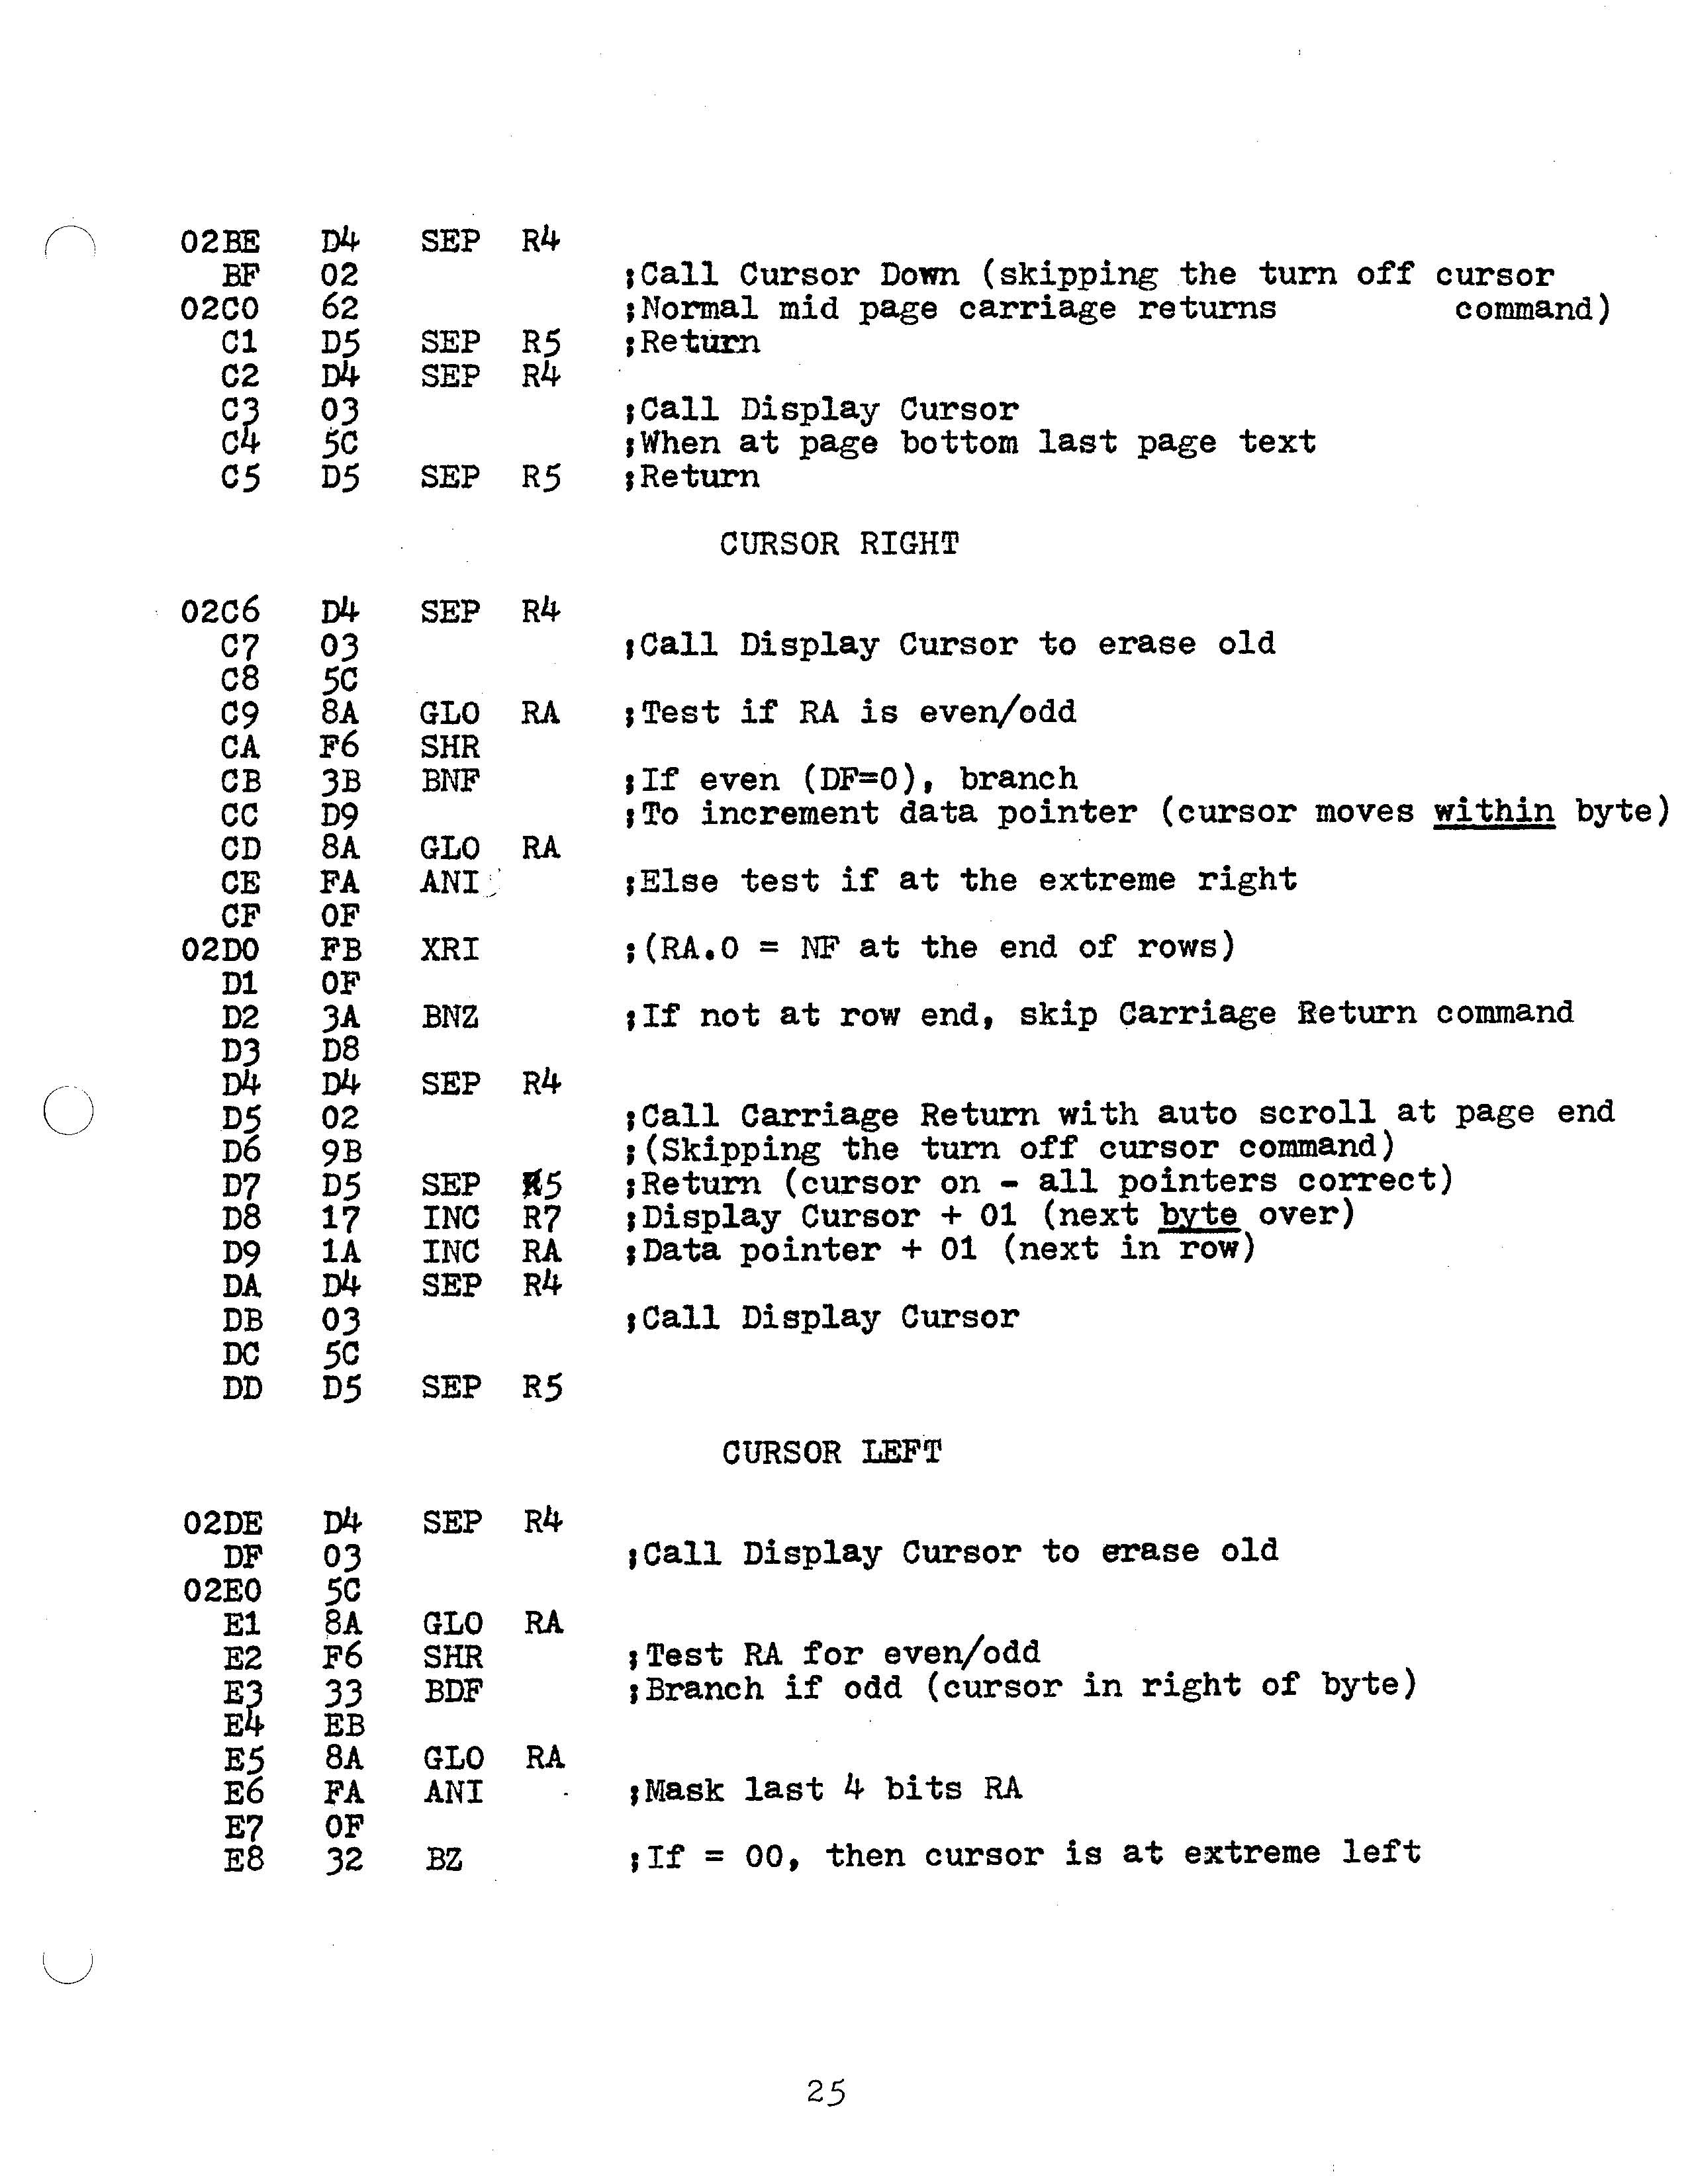 02BE D4 SEP R4
BF 02 ;Call Cursor Down (skipping the turn off cursor
02C0 62 ;Normal mid page carriage returns command)
C1 D5 SEP R5 ;Return
C2 D4 SEP R4
C3 03 ;Call Display Cursor
C4 5C ;When at page bottom last page text
C5 D5 SEP R5 ;Return
CURSOR RIGHT
02C6 D4 SEP R4
C7 03 ;Call Display Cursor to erase old
C8 5C
C9 8A GLO RA ;Test if RA is even/odd
CA F6 SHR
CB 3B BNF ;If even (DF=0), branch
CC D9 ;To increment data pointer (cursor moves within byte)
CD 8A GLO RA
CE FA ANI ;Else test if at the extreme right
CF 0F
02D0 FB XRI ;(RA.0 = NF at the end of rows)
D1 0F
D2 3A BNZ ;If not at row end, skip Carriage Return command
D3 D8
D4 D4 SEP R4
D5 02 ;Call Carriage Return with auto scroll at page end
D6 9B ;(Skipping the turn off cursor command)
D7 D5 SEP R5 ;Return (cursor on - all pointers correct)
D8 17 INC R7 ;Display Cursor + 01 (next byte over)
D9 1A INC RA ;Data pointer + 01 (next in row)
DA D4 SEP R4
DB 03 ;Call Display Cursor
DC 5C
DD D5 SEP R5
CURSOR LEFT
02DE D4 SEP R4
DF 03 ;Call Display Cursor to erase old
02E0 5C
E1 8A GLO RA
E2 F6 SHR ;Test RA for even/odd
E3 33 BDF ;Branch if odd (cursor in right of byte)
E4 EB
E5 8A GLO RA
E6 FA ANI ;Mask last 4 bits RA
E7 0F
E8 32 BZ ;If = 00, then cursor is at extreme left
25